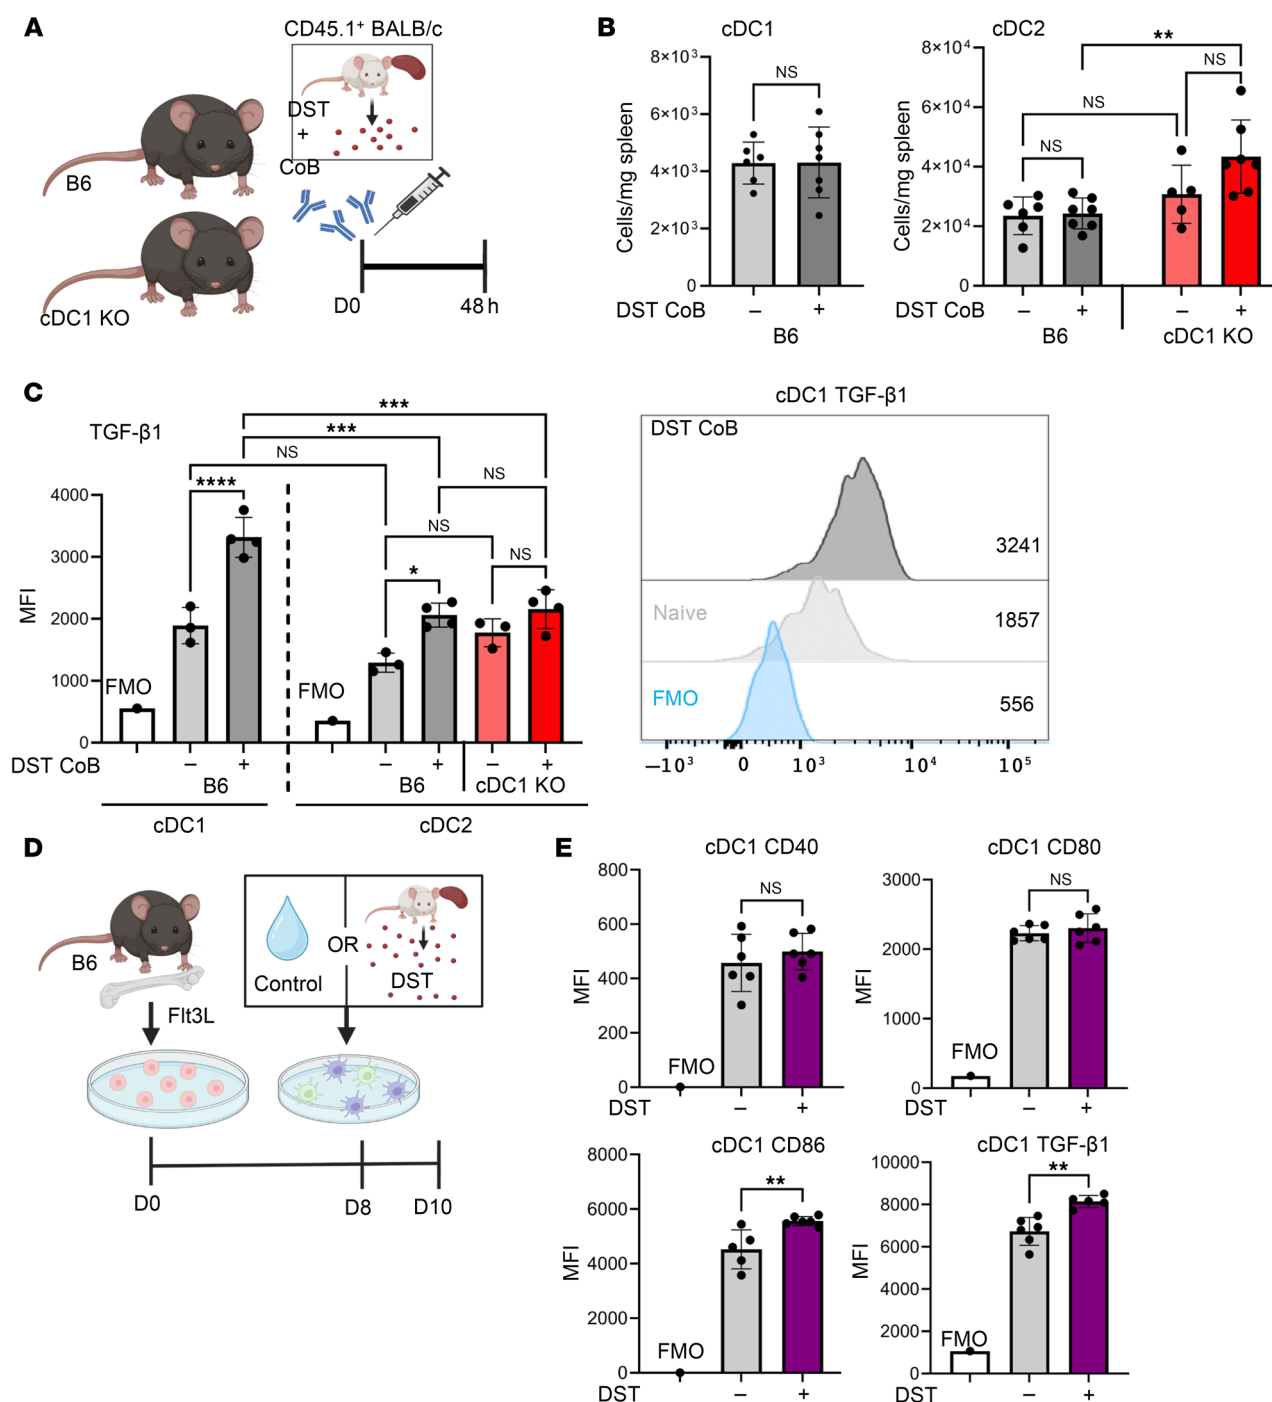 A
CD45.1⁺ BALB/c
DST
+
CoB
B6
cDC1 KO
D0
48 h
B
cDC1
Cells/mg spleen
8×10³
6×10³
4×10³
2×10³
0
NS
DST CoB
–
+
B6
cDC2
Cells/mg spleen
8×10⁴
6×10⁴
4×10⁴
2×10⁴
0
**
NS
NS
NS
DST CoB
–
+
–
+
B6
cDC1 KO
C
TGF-β1
MFI
4000
3000
2000
1000
0
***
***
NS
NS
****
NS
NS
*
FMO
FMO
DST CoB
–
+
–
+
–
+
B6
B6
cDC1 KO
cDC1
cDC2
cDC1 TGF-β1
DST CoB
3241
Naive
1857
FMO
556
–10³
0
10³
10⁴
10⁵
D
B6
Flt3L
Control
OR
DST
D0
D8
D10
E
cDC1 CD40
MFI
800
600
400
200
0
NS
FMO
DST
–
+
cDC1 CD80
MFI
3000
2000
1000
0
NS
FMO
DST
–
+
cDC1 CD86
MFI
8000
6000
4000
2000
0
**
FMO
DST
–
+
cDC1 TGF-β1
MFI
10000
8000
6000
4000
2000
0
**
FMO
DST
–
+